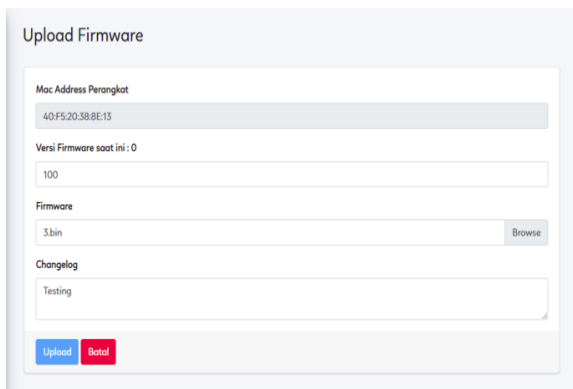 Upload Firmware
Mac Address Perangkat
40:F5:20:38:8E:13
Versi Firmware saat ini : 0
100
Firmware
3.bin Browse
Changelog
Testing
Upload Batal